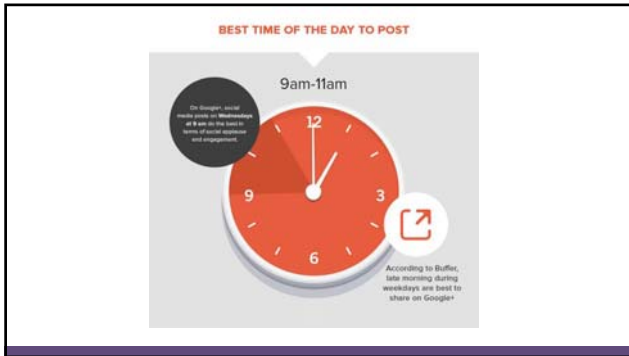 BEST TIME OF THE DAY TO POST
9am-11am
On Google+, social
media posts on Wednesdays
at 9 am do the best in
terms of social applause
and engagement.
12
9
3
6
According to Buffer,
late morning during
weekdays are best to
share on Google+